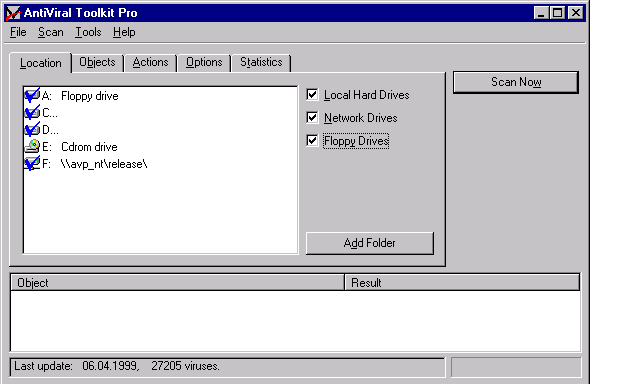 AntiViral Toolkit Pro
File Scan Tools Help
Location Objects Actions Options Statistics
Scan Now
A: Floppy drive
C...
D...
E: Cdrom drive
F: \\avp_nt\release\
Local Hard Drives
Network Drives
Floppy Drives
Add Folder
Object Result
Last update: 06.04.1999, 27205 viruses.